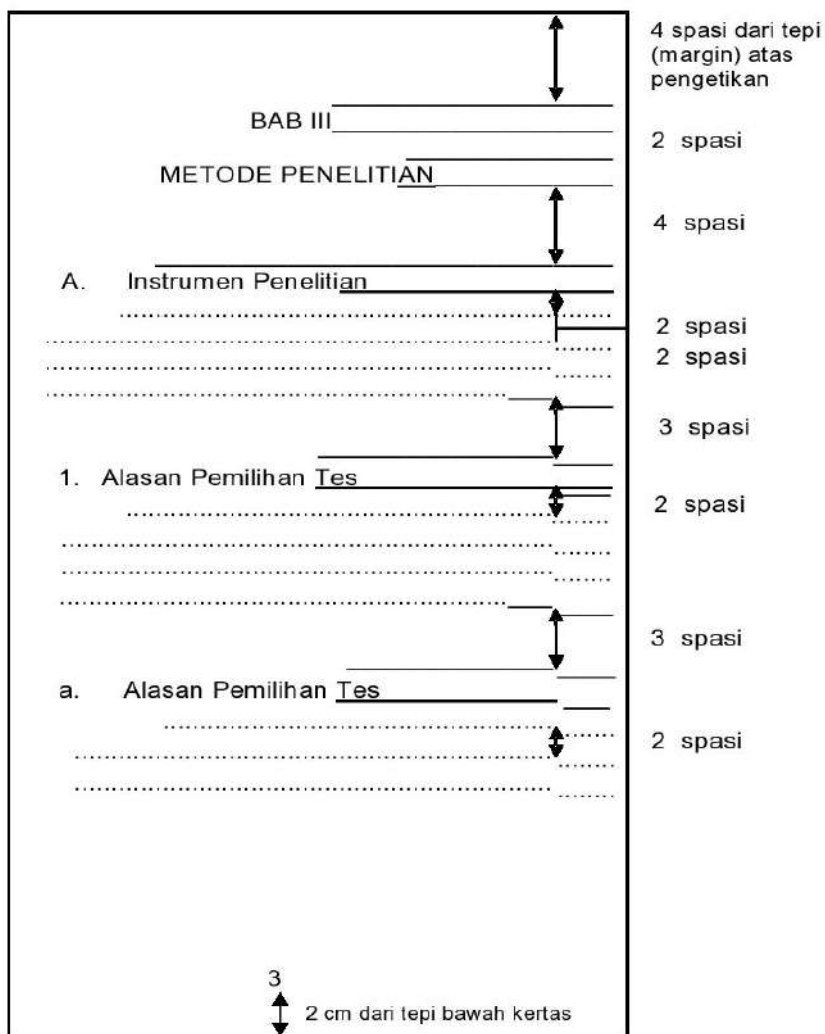 4 spasi dari tepi
(margin) atas
pengetikan
BAB III
2 spasi
METODE PENELITIAN
4 spasi
A. Instrumen Penelitian
2 spasi
2 spasi
3 spasi
1. Alasan Pemilihan Tes
2 spasi
3 spasi
a. Alasan Pemilihan Tes
2 spasi
3
2 cm dari tepi bawah kertas